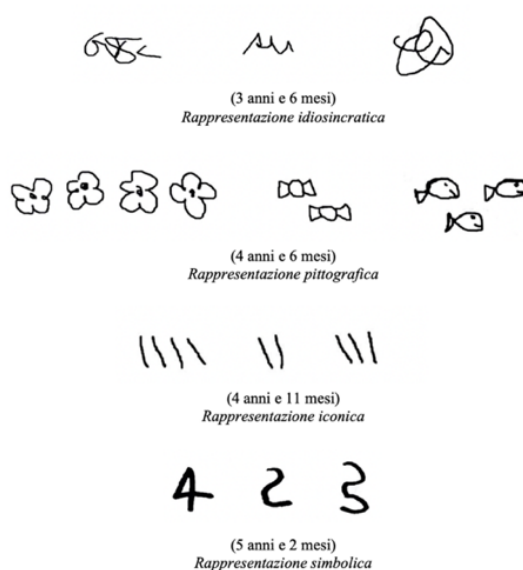 (3 anni e 6 mesi)
Rappresentazione idiosincratica
(4 anni e 6 mesi)
Rappresentazione pittografica
(4 anni e 11 mesi)
Rappresentazione iconica
4 2 3
(5 anni e 2 mesi)
Rappresentazione simbolica